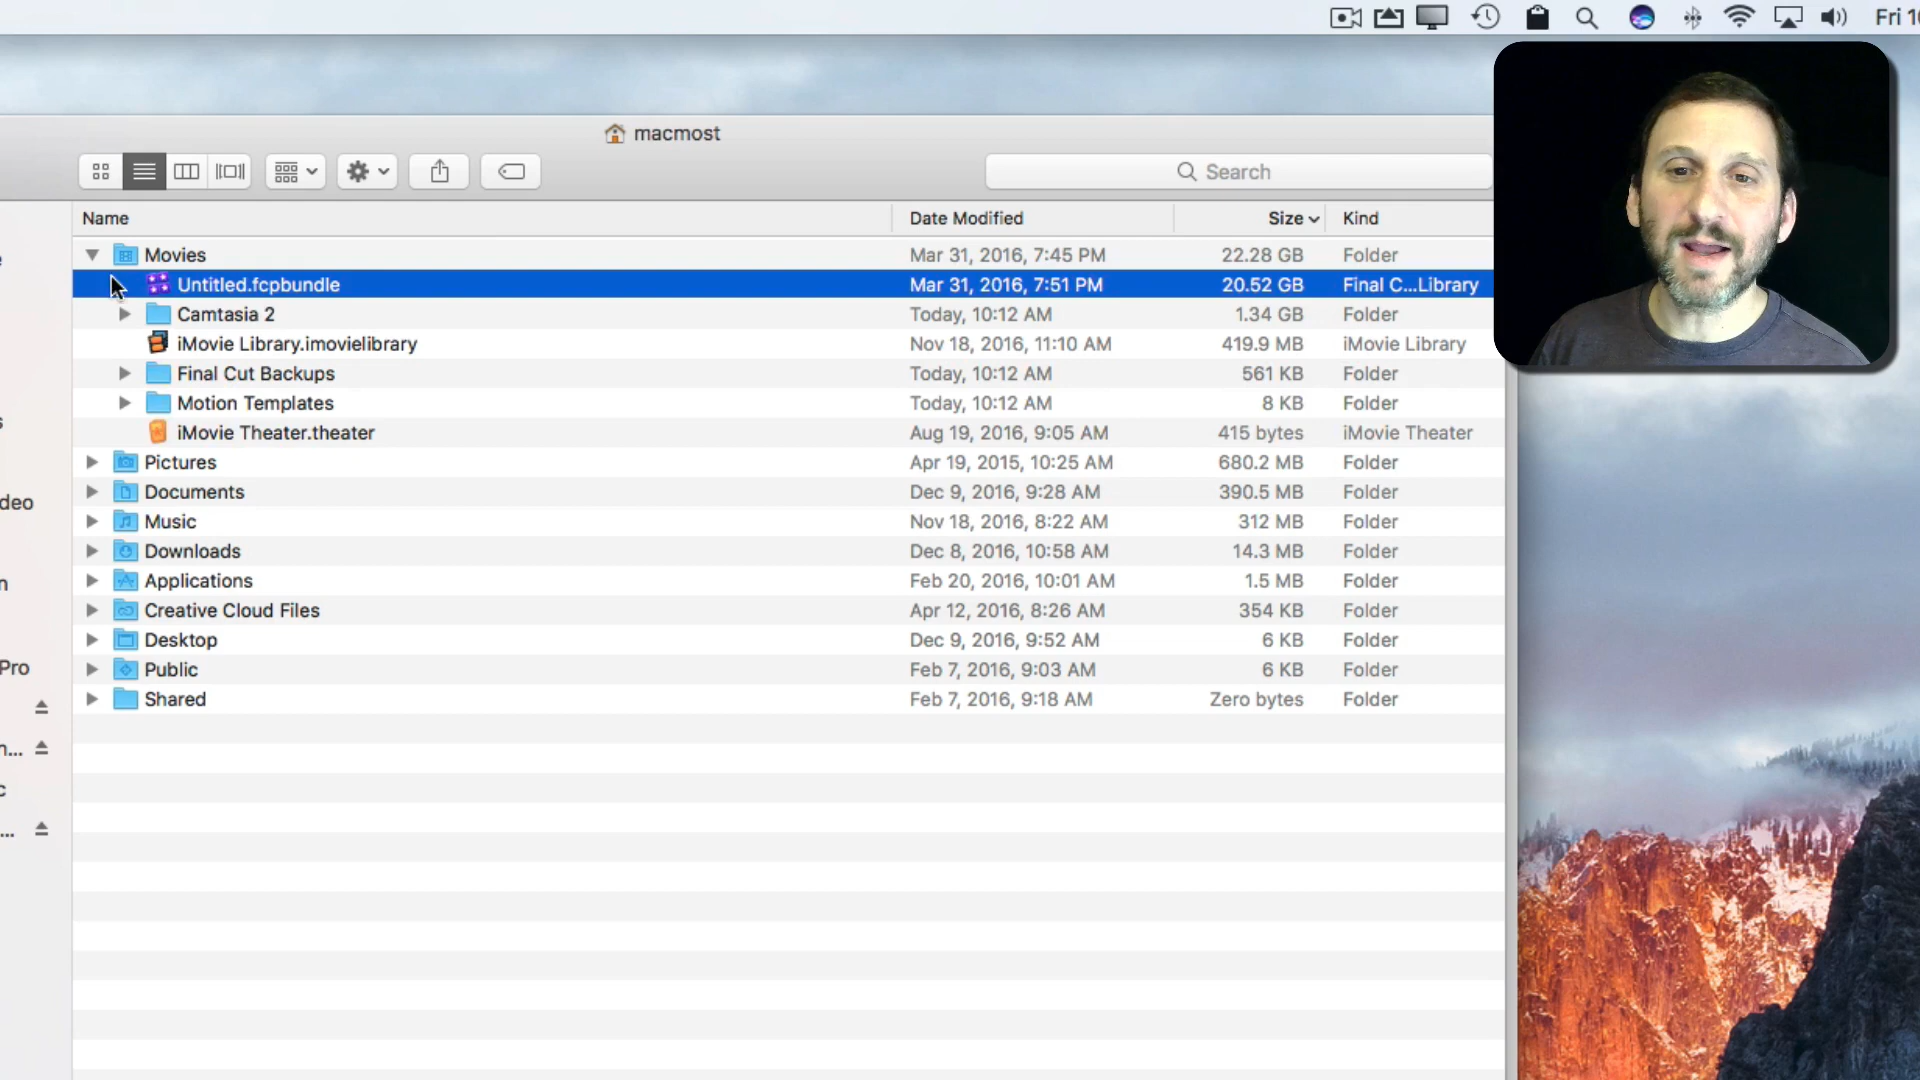 Fri 10
macmost
Search
Name Date Modified Size Kind
Movies Mar 31, 2016, 7:45 PM 22.28 GB Folder
Untitled.fcpbundle Mar 31, 2016, 7:51 PM 20.52 GB Final C...Library
Camtasia 2 Today, 10:12 AM 1.34 GB Folder
iMovie Library.imovielibrary Nov 18, 2016, 11:10 AM 419.9 MB iMovie Library
Final Cut Backups Today, 10:12 AM 561 KB Folder
Motion Templates Today, 10:12 AM 8 KB Folder
iMovie Theater.theater Aug 19, 2016, 9:05 AM 415 bytes iMovie Theater
Pictures Apr 19, 2015, 10:25 AM 680.2 MB Folder
Documents Dec 9, 2016, 9:28 AM 390.5 MB Folder
deo
Music Nov 18, 2016, 8:22 AM 312 MB Folder
Downloads Dec 8, 2016, 10:58 AM 14.3 MB Folder
Applications Feb 20, 2016, 10:01 AM 1.5 MB Folder
n
Creative Cloud Files Apr 12, 2016, 8:26 AM 354 KB Folder
Desktop Dec 9, 2016, 9:52 AM 6 KB Folder
Public Feb 7, 2016, 9:03 AM 6 KB Folder
Pro
Shared Feb 7, 2016, 9:18 AM Zero bytes Folder
n...
c
...